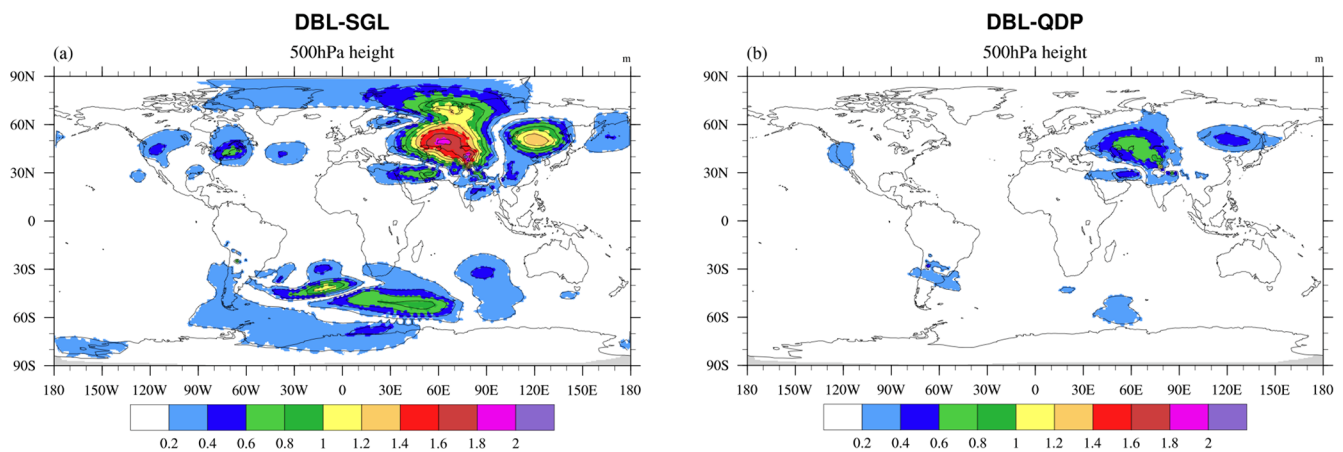 DBL-SGL
(a) 500hPa height m
90N
60N
30N
0
30S
60S
90S
180 150W 120W 90W 60W 30W 0 30E 60E 90E 120E 150E 180
0.2 0.4 0.6 0.8 1 1.2 1.4 1.6 1.8 2
DBL-QDP
(b) 500hPa height m
90N
60N
30N
0
30S
60S
90S
180 150W 120W 90W 60W 30W 0 30E 60E 90E 120E 150E 180
0.2 0.4 0.6 0.8 1 1.2 1.4 1.6 1.8 2